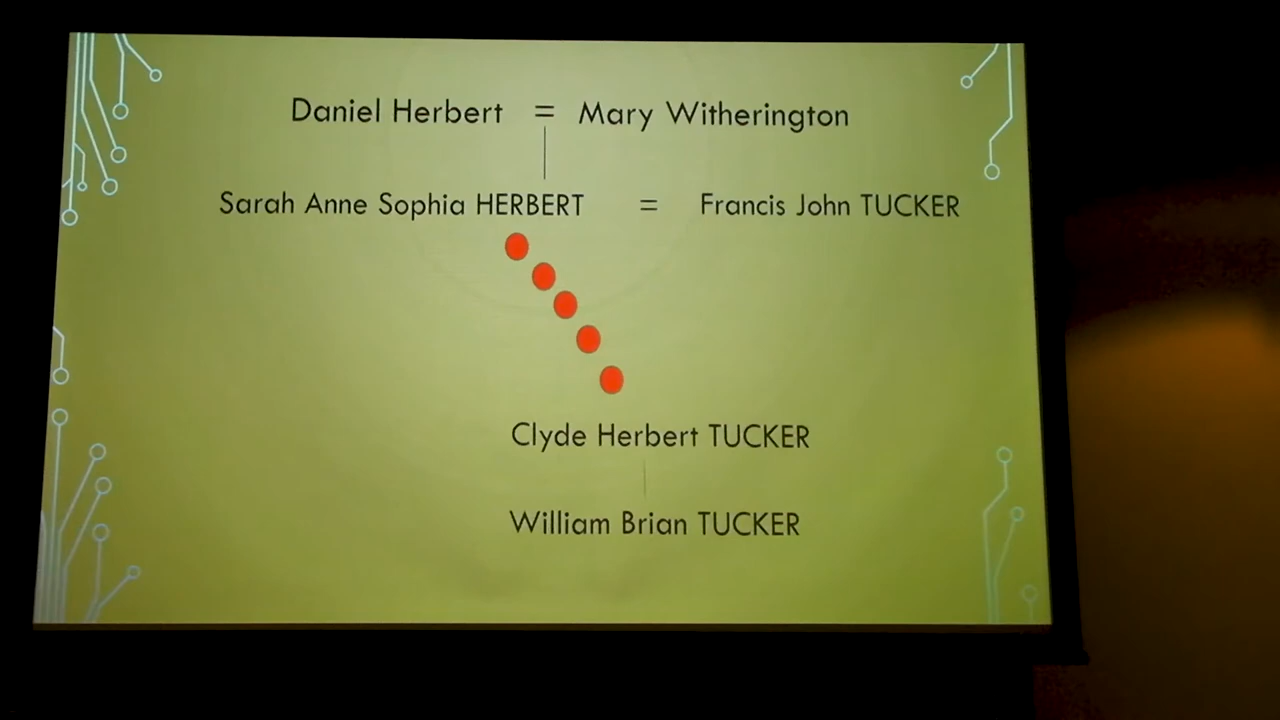 Daniel Herbert = Mary Witherington
Sarah Anne Sophia HERBERT = Francis John TUCKER
Clyde Herbert TUCKER
William Brian TUCKER